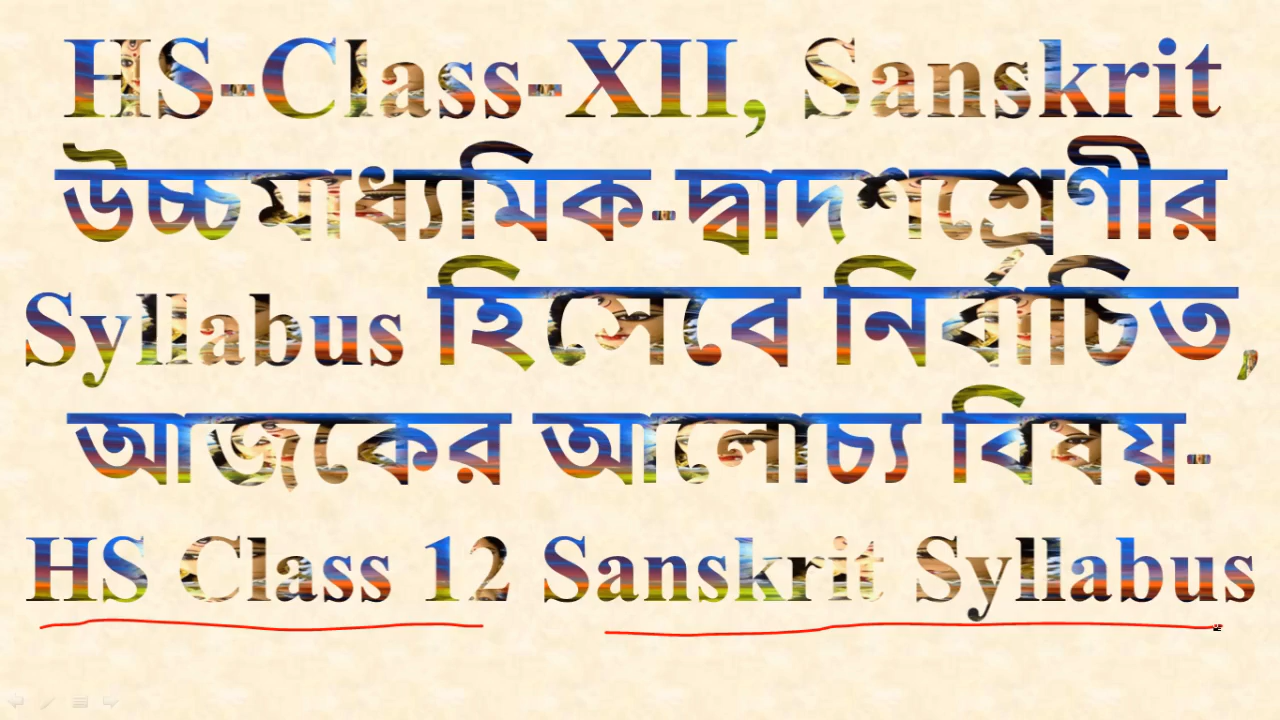 HS-Class-XII, Sanskrit
উচ্চমাধ্যমিক-দ্বাদশশ্রেণীর
Syllabus হিসেবে নির্বাচিত,
আজকের আলোচ্য বিষয়-
HS Class 12 Sanskrit Syllabus